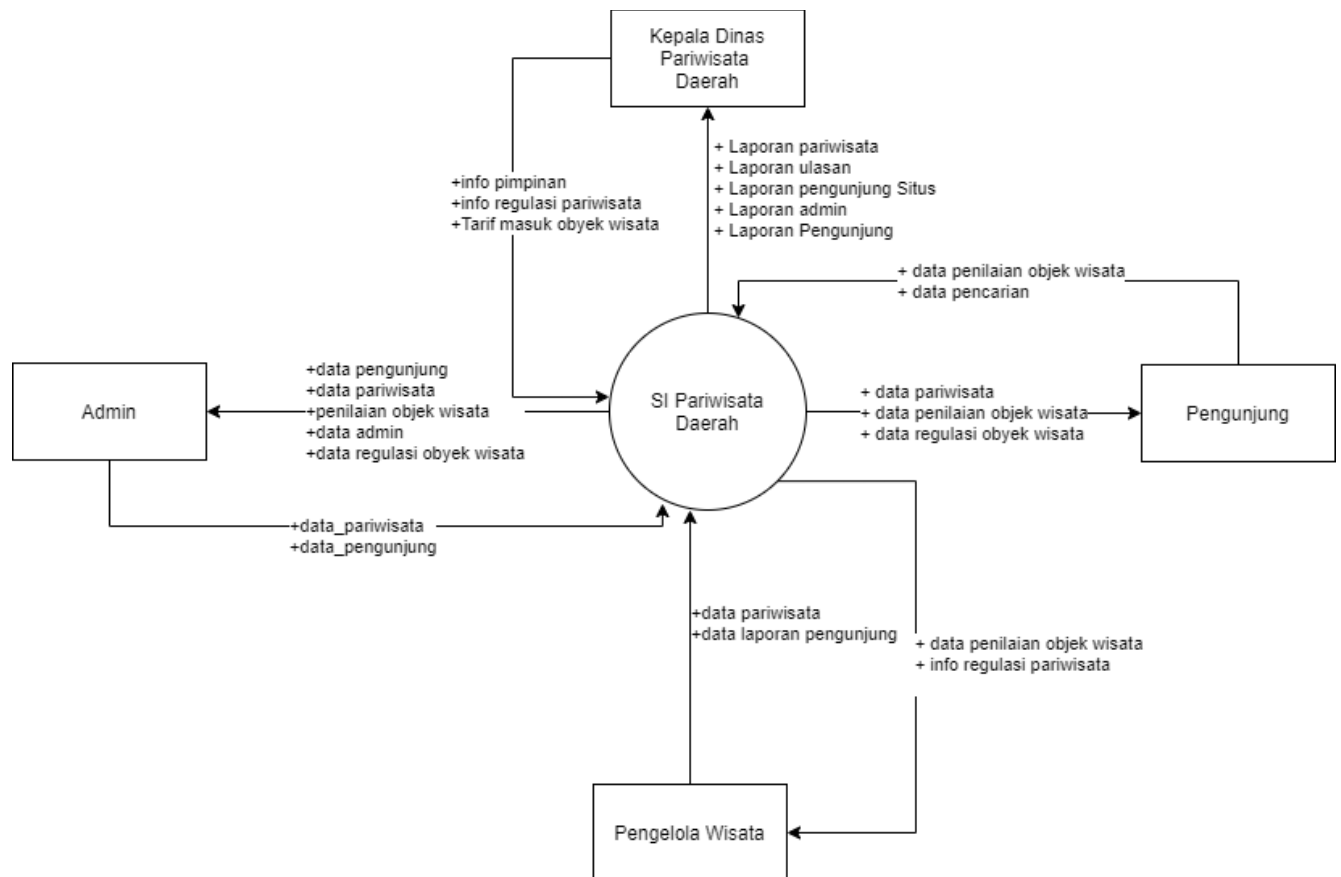 Kepala Dinas
Pariwisata
Daerah
+ Laporan pariwisata
+ Laporan ulasan
+ Laporan pengunjung Situs
+ Laporan admin
+ Laporan Pengunjung
+info pimpinan
+info regulasi pariwisata
+Tarif masuk obyek wisata
+ data penilaian objek wisata
+ data pencarian
Admin
+data pengunjung
+data pariwisata
+penilaian objek wisata
+data admin
+data regulasi obyek wisata
SI Pariwisata
Daerah
+ data pariwisata
+ data penilaian objek wisata
+ data regulasi obyek wisata
Pengunjung
+data_pariwisata
+data_pengunjung
+data pariwisata
+data laporan pengunjung
+ data penilaian objek wisata
+ info regulasi pariwisata
Pengelola Wisata